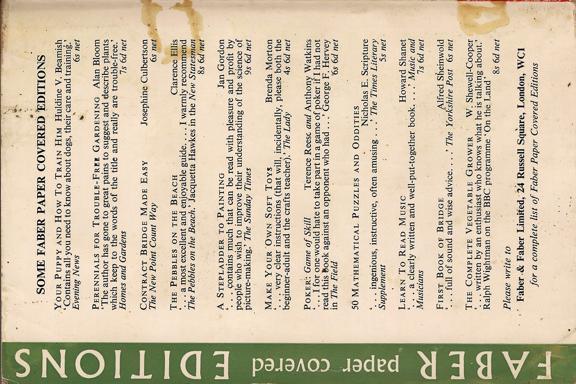 SOME FABER PAPER COVERED EDITIONS
YOUR PUPPY AND HOW TO TRAIN HIM Huldine V. Beamish
'Contains all you need to know about dogs, their care and training.'
Evening News 6s net
PERENNIALS FOR TROUBLE-FREE GARDENING Alan Bloom
'The author has gone to great pains to suggest and describe plants
which keep to the words of the title and really are trouble-free.'
Homes and Gardens 7s 6d net
CONTRACT BRIDGE MADE EASY Josephine Culbertson
The New Point Count Way 6s net
THE PEBBLES ON THE BEACH Clarence Ellis
'. . . a most excellent and enjoyable guide. . . . I warmly recommend
The Pebbles on the Beach.' Jacquetta Hawkes in the New Statesman
8s 6d net
A STEPLADDER TO PAINTING Jan Gordon
'. . . contains much that can be read with pleasure and profit by
people who wish to improve their understanding of the science of
picture-making.' The Sunday Times 9s 6d net
MAKE YOUR OWN SOFT TOYS Brenda Morton
'. . . very clear instructions (that will, incidentally, please both the
beginner-adult and the crafts teacher).' The Lady 4s 6d net
POKER: Game of Skill Terence Reese and Anthony Watkins
'. . . I for one would hate to take part in a game of poker if I had not
read this book against an opponent who had . . .' George F. Hervey
in The Field 6s 6d net
50 MATHEMATICAL PUZZLES AND ODDITIES
Nicholas E. Scripture
'. . . ingenious, instructive, often amusing . . .' The Times Literary
Supplement 5s net
LEARN TO READ MUSIC Howard Shanet
'. . . a clearly written and well-put-together book. . . .' Music and
Musicians 7s 6d net
FIRST BOOK OF BRIDGE Alfred Sheinwold
'. . . full of sound and wise advice. . . .' The Yorkshire Post 6s net
THE COMPLETE VEGETABLE GROWER W. Shewell-Cooper
'. . . written by an enthusiast who knows what he is talking about.'
Ralph Wightman on the BBC programme 'On the Land'
8s 6d net
Please write to
Faber & Faber Limited, 24 Russell Square, London, WC1
for a complete list of Faber Paper Covered Editions
FABER paper covered EDITIONS